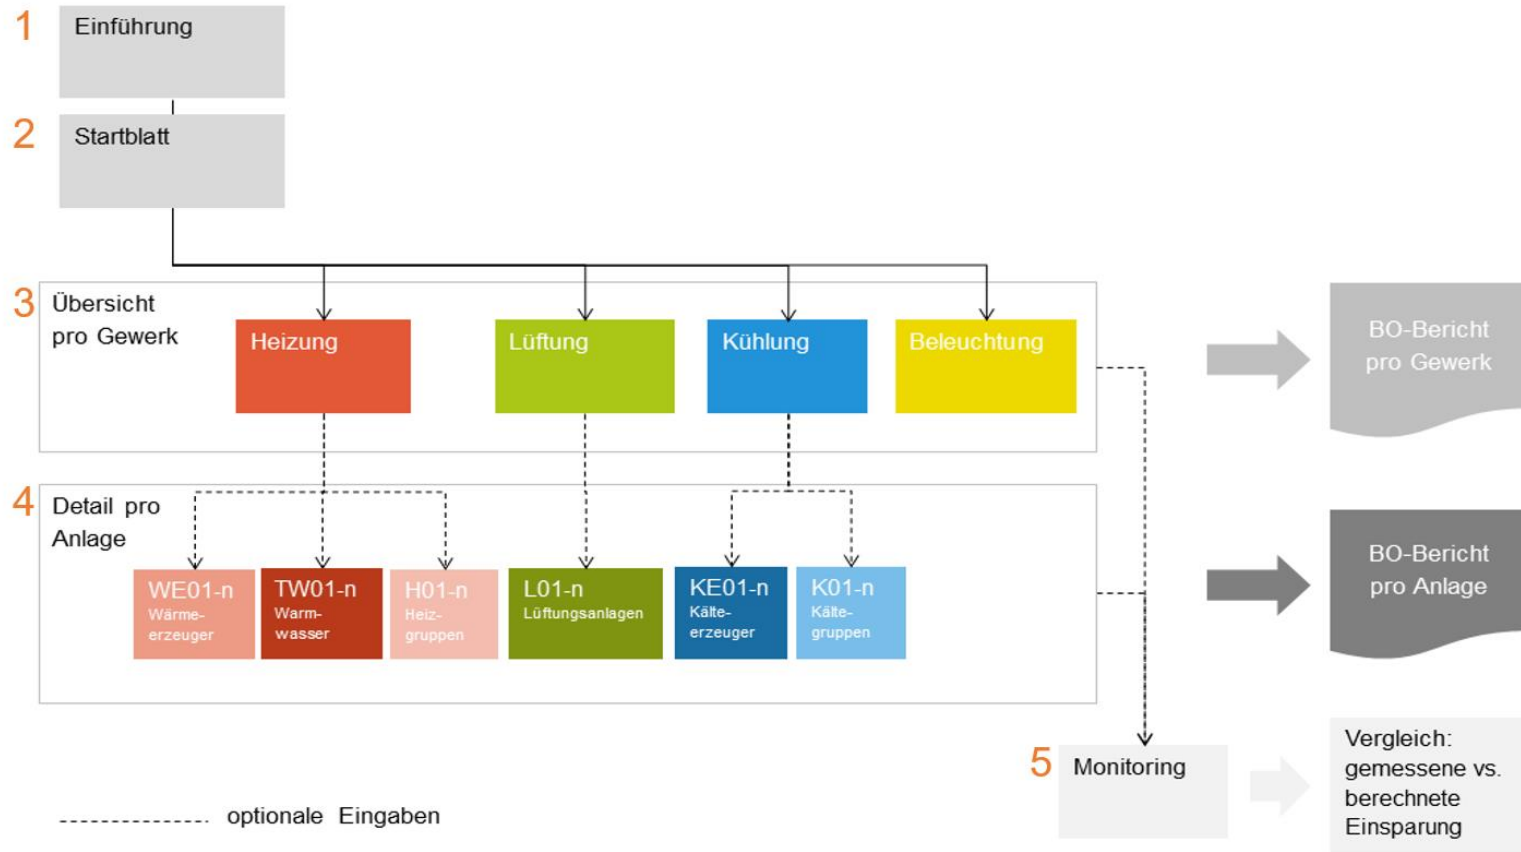 1
Einführung
2
Startblatt
3
Übersicht
pro Gewerk
Heizung
Lüftung
Kühlung
Beleuchtung
BO-Bericht
pro Gewerk
4
Detail pro
Anlage
WE01-n
Wärme-
erzeuger
TW01-n
Warm-
wasser
H01-n
Heiz-
gruppen
L01-n
Lüftungsanlagen
KE01-n
Kälte-
erzeuger
K01-n
Kälte-
gruppen
BO-Bericht
pro Anlage
5
Monitoring
Vergleich:
gemessene vs.
berechnete
Einsparung
optionale Eingaben